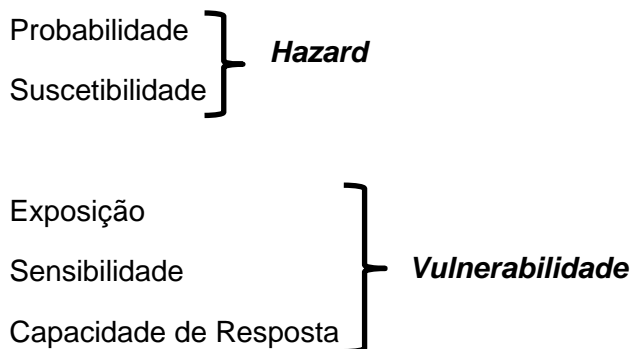 Probabilidade
Hazard
Suscetibilidade
Exposição
Sensibilidade
Vulnerabilidade
Capacidade de Resposta